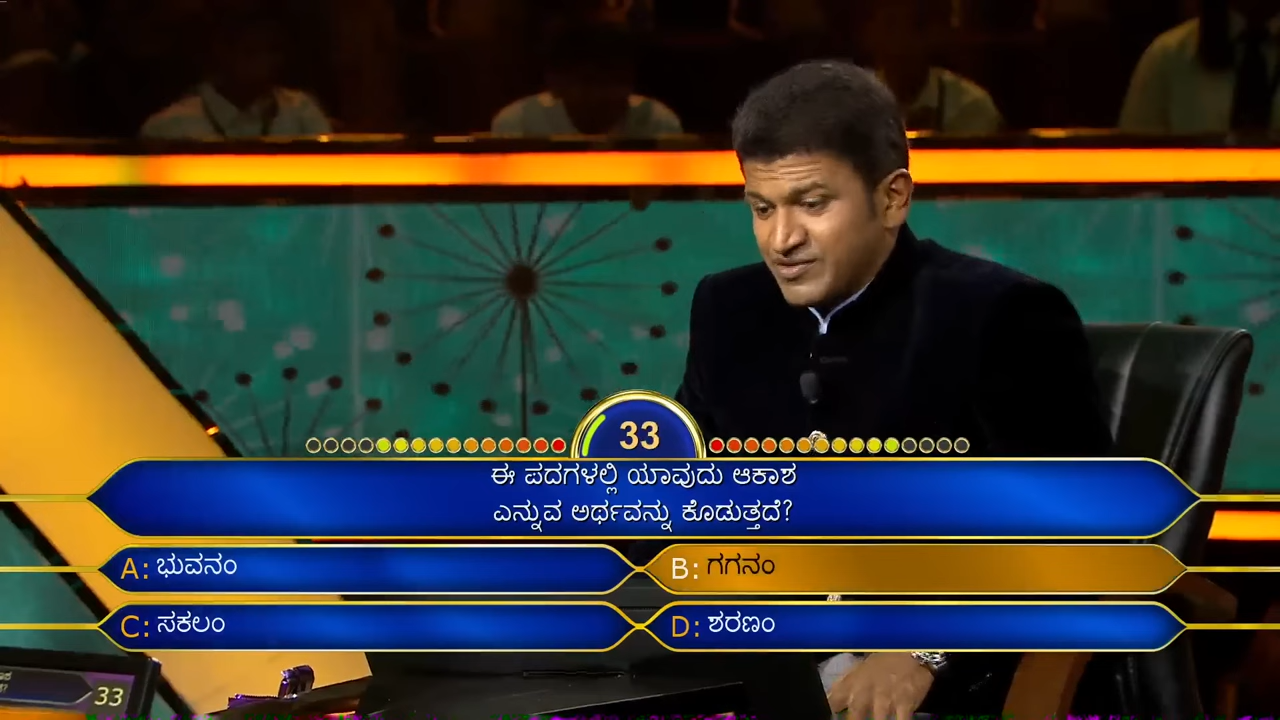 33
ಈ ಪದಗಳಲ್ಲಿ ಯಾವುದು ಆಕಾಶ
ಎನ್ನುವ ಅರ್ಥವನ್ನು ಕೊಡುತ್ತದೆ?
A: ಭುವನಂ
B: ಗಗನಂ
C: ಸಕಲಂ
D: ಶರಣಂ
33